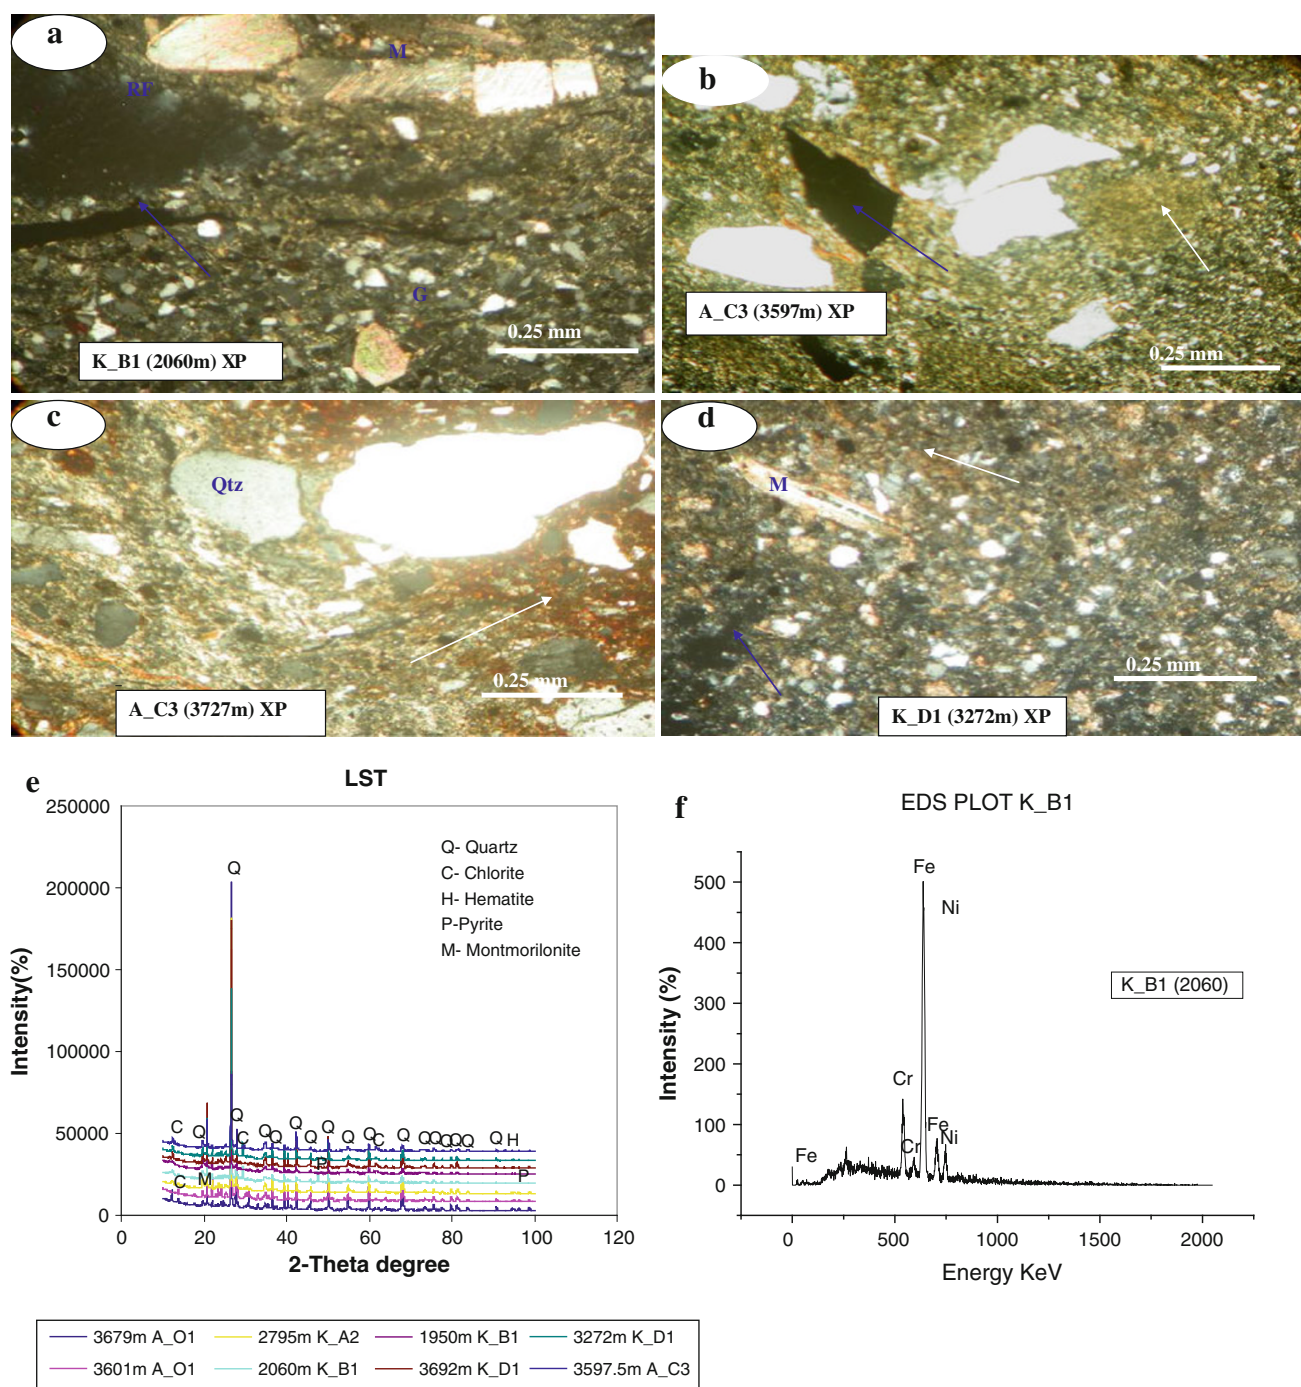 a
M
RF
G
0.25 mm
K_B1 (2060m) XP
b
A_C3 (3597m) XP
0.25 mm
c
Qtz
0.25 mm
A_C3 (3727m) XP
d
M
0.25 mm
K_D1 (3272m) XP
e
LST
250000
200000
150000
100000
50000
0
Intensity(%)
Q- Quartz
C- Chlorite
H- Hematite
P-Pyrite
M- Montmorilonite
Q
Q
C Q C Q Q Q Q Q Q Q C Q Q Q Q Q Q Q H
P
C M P
0 20 40 60 80 100 120
2-Theta degree
3679m A_O1 2795m K_A2 1950m K_B1 3272m K_D1
3601m A_O1 2060m K_B1 3692m K_D1 3597.5m A_C3
f
EDS PLOT K_B1
500
400
300
200
100
0
Intensity (%)
Fe
Ni
K_B1 (2060)
Cr
Fe
Cr Ni
Fe
0 500 1000 1500 2000
Energy KeV